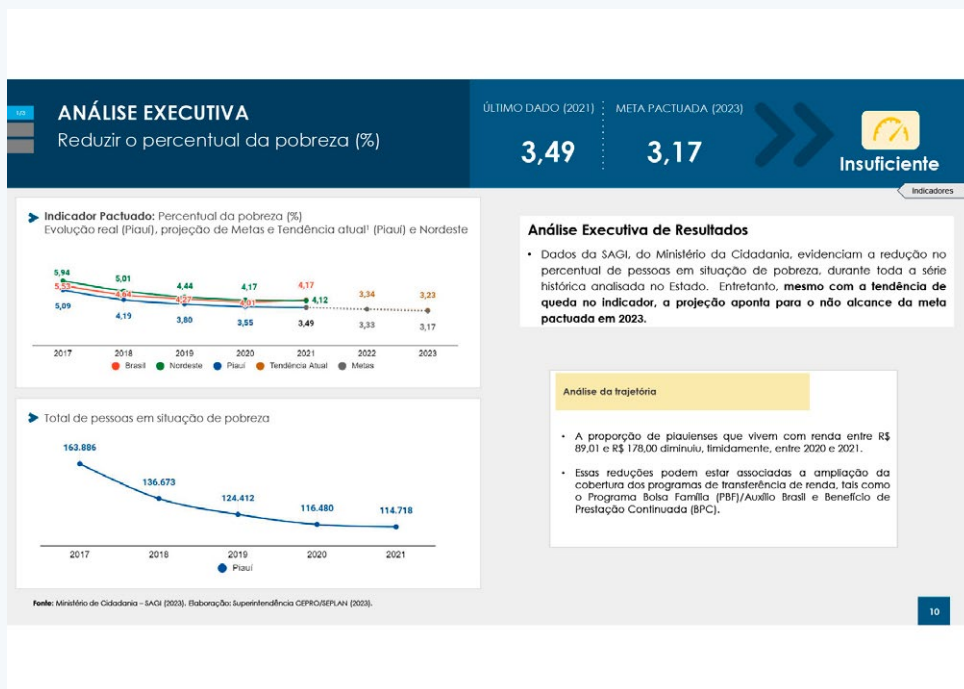 1/3
ANÁLISE EXECUTIVA
Reduzir o percentual da pobreza (%)
ÚLTIMO DADO (2021)
META PACTUADA (2023)
3,49
3,17
Insuficiente
Indicadores
Indicador Pactuado: Percentual da pobreza (%)
Evolução real (Piauí), projeção de Metas e Tendência atual¹ (Piauí) e Nordeste
5,94
5,53
5,09
5,01
4,64
4,19
4,44
4,27
3,80
4,17
4,01
3,55
4,17
4,12
3,49
3,34
3,33
3,23
3,17
2017 2018 2019 2020 2021 2022 2023
Brasil Nordeste Piauí Tendência Atual Metas
Total de pessoas em situação de pobreza
163.886
136.673
124.412
116.480
114.718
2017 2018 2019 2020 2021
Piauí
Análise Executiva de Resultados
• Dados da SAGI, do Ministério da Cidadania, evidenciam a redução no
percentual de pessoas em situação de pobreza, durante toda a série
histórica analisada no Estado. Entretanto, mesmo com a tendência de
queda no indicador, a projeção aponta para o não alcance da meta
pactuada em 2023.
Análise da trajetória
• A proporção de piauienses que vivem com renda entre R$
89,01 e R$ 178,00 diminuiu, timidamente, entre 2020 e 2021.
• Essas reduções podem estar associadas a ampliação da
cobertura dos programas de transferência de renda, tais como
o Programa Bolsa Família (PBF)/Auxílio Brasil e Benefício de
Prestação Continuada (BPC).
Fonte: Ministério de Cidadania – SAGI (2023). Elaboração: Superintendência CEPRO/SEPLAN (2023).
10